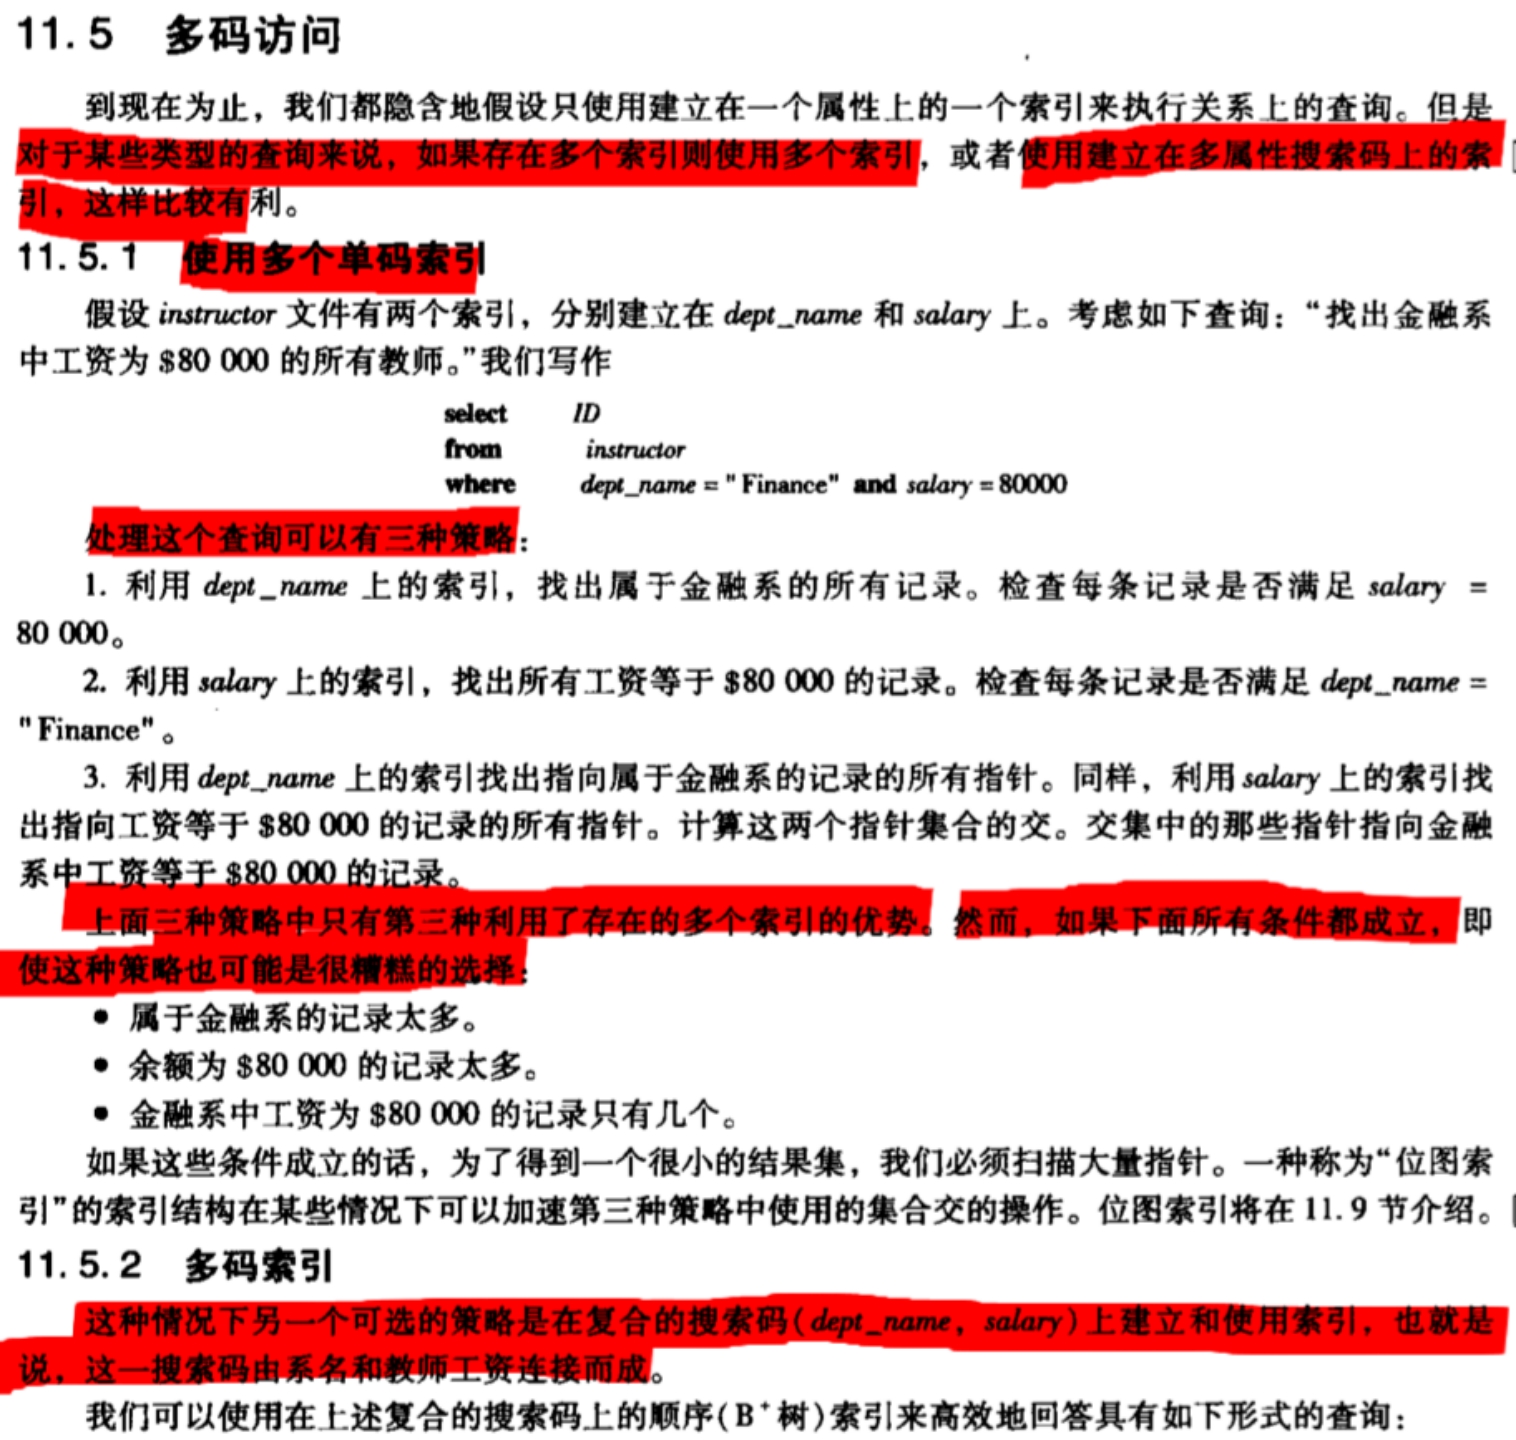 11.5 多码访问
到现在为止，我们都隐含地假设只使用建立在一个属性上的一个索引来执行关系上的查询。但是
对于某些类型的查询来说，如果存在多个索引则使用多个索引，或者使用建立在多属性搜索码上的索
引，这样比较有利。
11.5.1 使用多个单码索引
假设 instructor 文件有两个索引，分别建立在 dept_name 和 salary 上。考虑如下查询：“找出金融系
中工资为 $80 000 的所有教师。”我们写作
select ID
from instructor
where dept_name = "Finance" and salary = 80000
处理这个查询可以有三种策略：
1. 利用 dept_name 上的索引，找出属于金融系的所有记录。检查每条记录是否满足 salary =
80 000。
2. 利用 salary 上的索引，找出所有工资等于 $80 000 的记录。检查每条记录是否满足 dept_name =
"Finance"。
3. 利用 dept_name 上的索引找出指向属于金融系的记录的所有指针。同样，利用 salary 上的索引找
出指向工资等于 $80 000 的记录的所有指针。计算这两个指针集合的交。交集中的那些指针指向金融
系中工资等于 $80 000 的记录。
上面三种策略中只有第三种利用了存在的多个索引的优势。然而，如果下面所有条件都成立，即
使这种策略也可能是很糟糕的选择：
● 属于金融系的记录太多。
● 余额为 $80 000 的记录太多。
● 金融系中工资为 $80 000 的记录只有几个。
如果这些条件成立的话，为了得到一个很小的结果集，我们必须扫描大量指针。一种称为“位图索
引”的索引结构在某些情况下可以加速第三种策略中使用的集合交的操作。位图索引将在 11.9 节介绍。
11.5.2 多码索引
这种情况下另一个可选的策略是在复合的搜索码(dept_name, salary)上建立和使用索引，也就是
说，这一搜索码由系名和教师工资连接而成。
我们可以使用在上述复合的搜索码上的顺序(B⁺树)索引来高效地回答具有如下形式的查询：